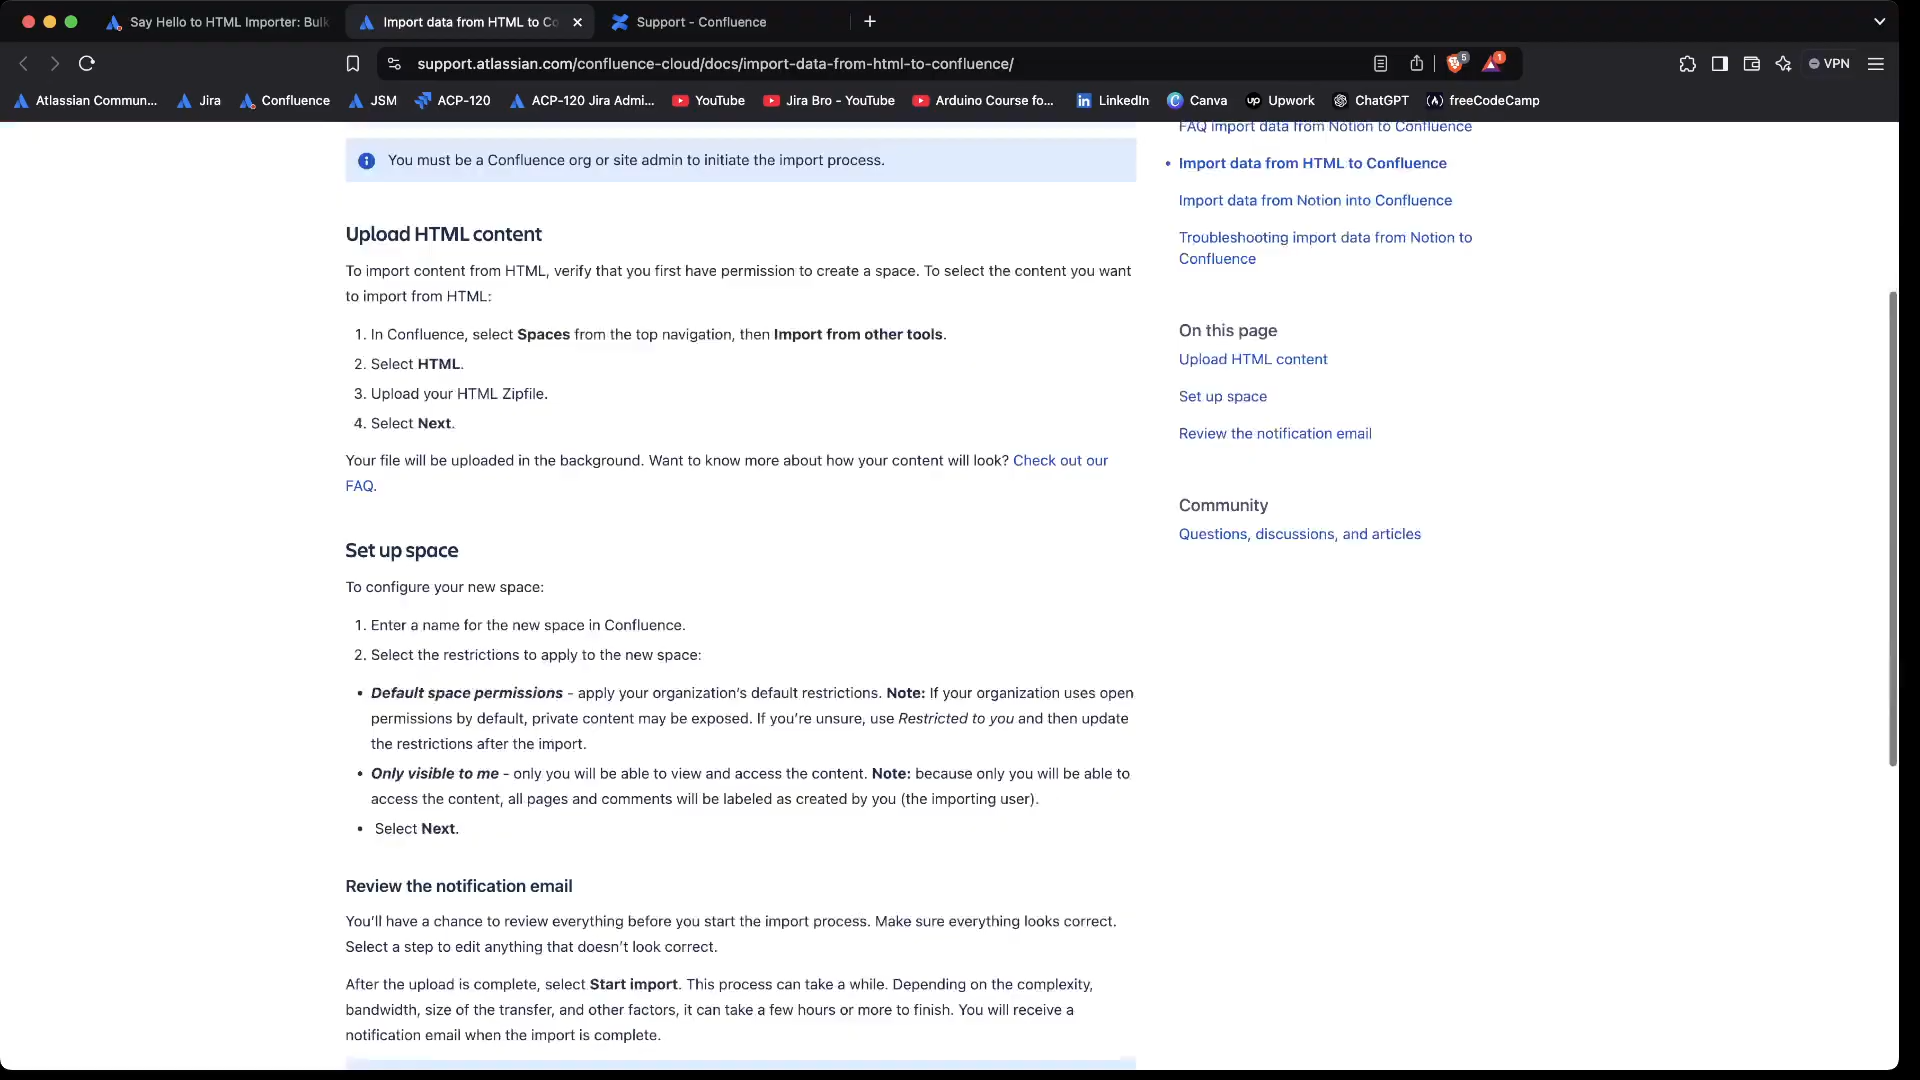 Say Hello to HTML Importer: Bulk
Import data from HTML to Co
Support - Confluence
support.atlassian.com/confluence-cloud/docs/import-data-from-html-to-confluence/
5
1
VPN
Atlassian Commun...
Jira
Confluence
JSM
ACP-120
ACP-120 Jira Admi...
YouTube
Jira Bro - YouTube
Arduino Course fo...
LinkedIn
Canva
Upwork
ChatGPT
freeCodeCamp
You must be a Confluence org or site admin to initiate the import process.
Upload HTML content
To import content from HTML, verify that you first have permission to create a space. To select the content you want
to import from HTML:
1. In Confluence, select Spaces from the top navigation, then Import from other tools.
2. Select HTML.
3. Upload your HTML Zipfile.
4. Select Next.
Your file will be uploaded in the background. Want to know more about how your content will look? Check out our
FAQ.
Set up space
To configure your new space:
1. Enter a name for the new space in Confluence.
2. Select the restrictions to apply to the new space:
• Default space permissions - apply your organization's default restrictions. Note: If your organization uses open
permissions by default, private content may be exposed. If you're unsure, use Restricted to you and then update
the restrictions after the import.
• Only visible to me - only you will be able to view and access the content. Note: because only you will be able to
access the content, all pages and comments will be labeled as created by you (the importing user).
• Select Next.
Review the notification email
You'll have a chance to review everything before you start the import process. Make sure everything looks correct.
Select a step to edit anything that doesn't look correct.
After the upload is complete, select Start import. This process can take a while. Depending on the complexity,
bandwidth, size of the transfer, and other factors, it can take a few hours or more to finish. You will receive a
notification email when the import is complete.
FAQ import data from Notion to Confluence
• Import data from HTML to Confluence
Import data from Notion into Confluence
Troubleshooting import data from Notion to
Confluence
On this page
Upload HTML content
Set up space
Review the notification email
Community
Questions, discussions, and articles